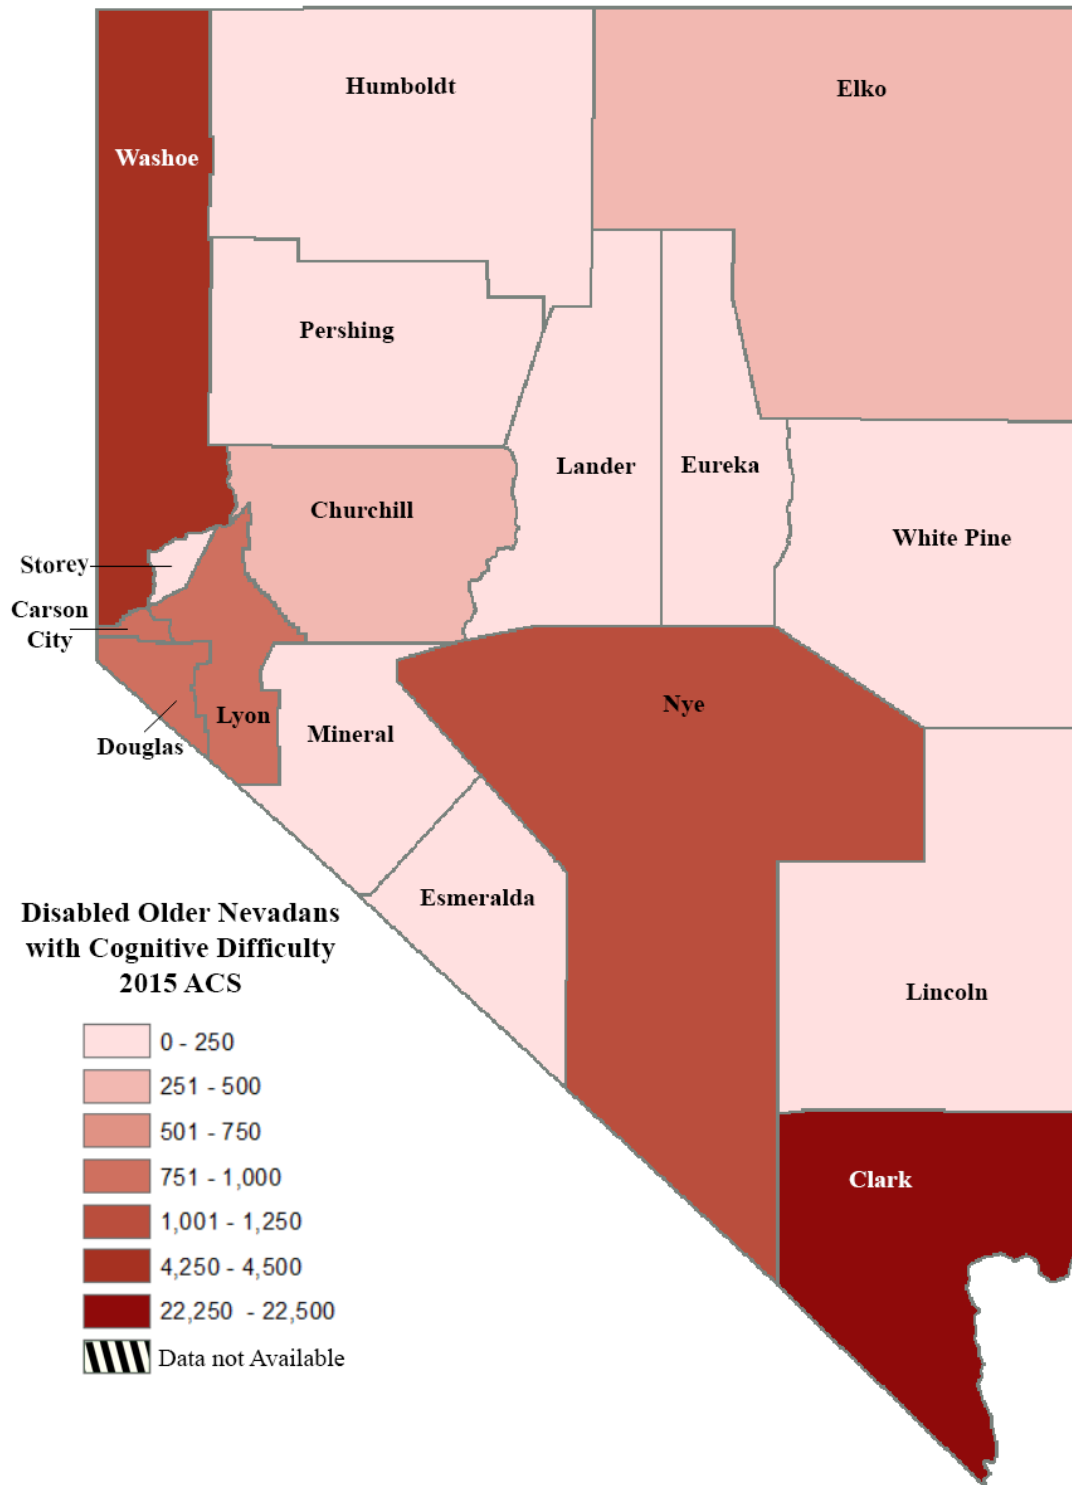 Humboldt
Elko
Washoe
Pershing
Lander
Eureka
Churchill
White Pine
Storey
Carson
City
Nye
Lyon
Mineral
Douglas
Esmeralda
Disabled Older Nevadans
with Cognitive Difficulty
2015 ACS
Lincoln
0 - 250
251 - 500
501 - 750
751 - 1,000
Clark
1,001 - 1,250
4,250 - 4,500
22,250 - 22,500
Data not Available